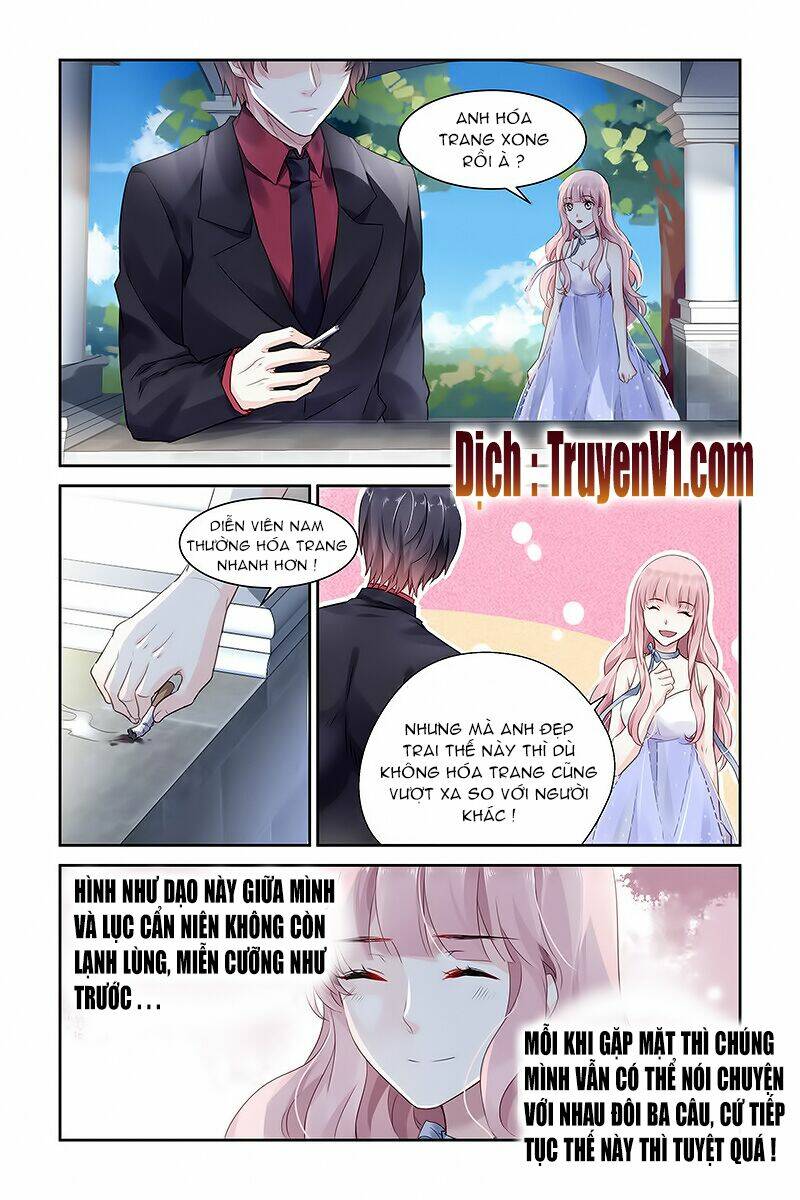 ANH HÓA
TRANG XONG
RỒI À ?
Dịch : TruyenV1.com
DIỄN VIÊN NAM
THƯỜNG HÓA TRANG
NHANH HƠN !
NHƯNG MÀ ANH ĐẸP
TRAI THẾ NÀY THÌ DÙ
KHÔNG HÓA TRANG CŨNG
VƯỢT XA SO VỚI NGƯỜI
KHÁC !
HÌNH NHƯ DẠO NÀY GIỮA MÌNH
VÀ LỤC CẨN NIÊN KHÔNG CÒN
LẠNH LÙNG, MIỄN CƯỠNG NHƯ
TRƯỚC . . .
MỖI KHI GẶP MẶT THÌ CHÚNG
MÌNH VẪN CÓ THỂ NÓI CHUYỆN
VỚI NHAU ĐÔI BA CÂU, CỨ TIẾP
TỤC THẾ NÀY THÌ TUYỆT QUÁ !